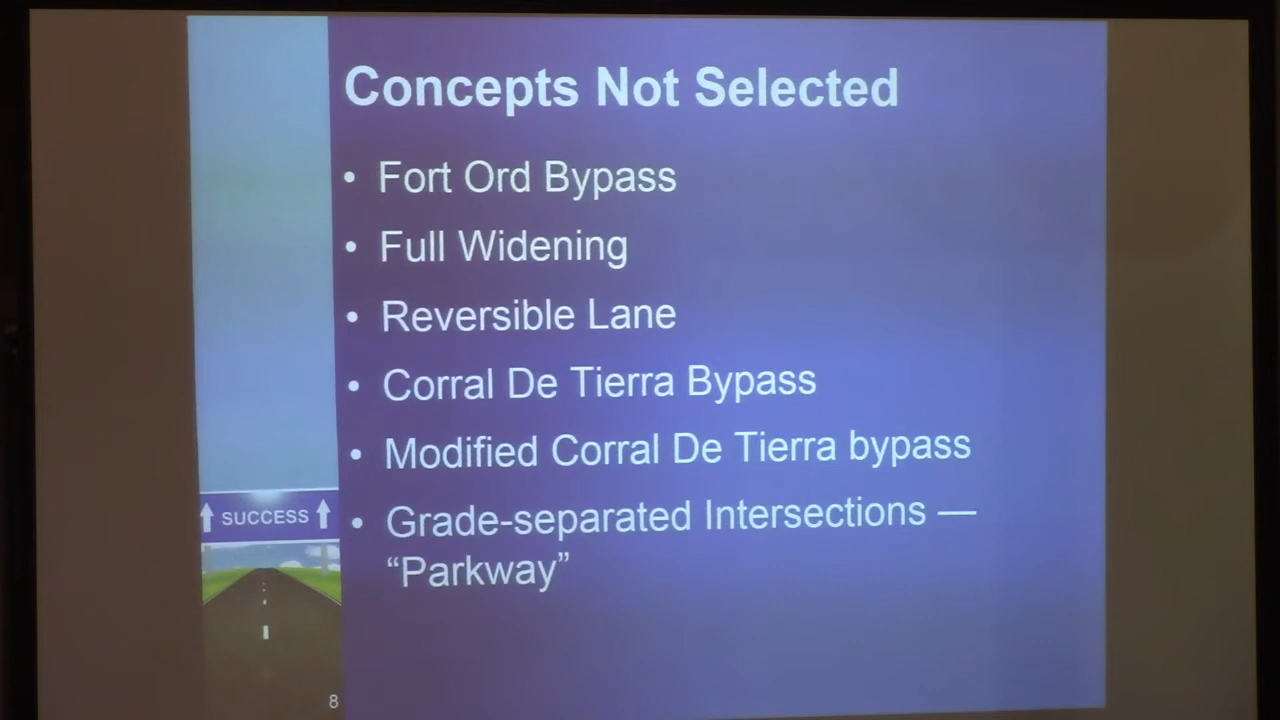 Concepts Not Selected
• Fort Ord Bypass
• Full Widening
• Reversible Lane
• Corral De Tierra Bypass
• Modified Corral De Tierra bypass
• Grade-separated Intersections —
“Parkway”
SUCCESS
8